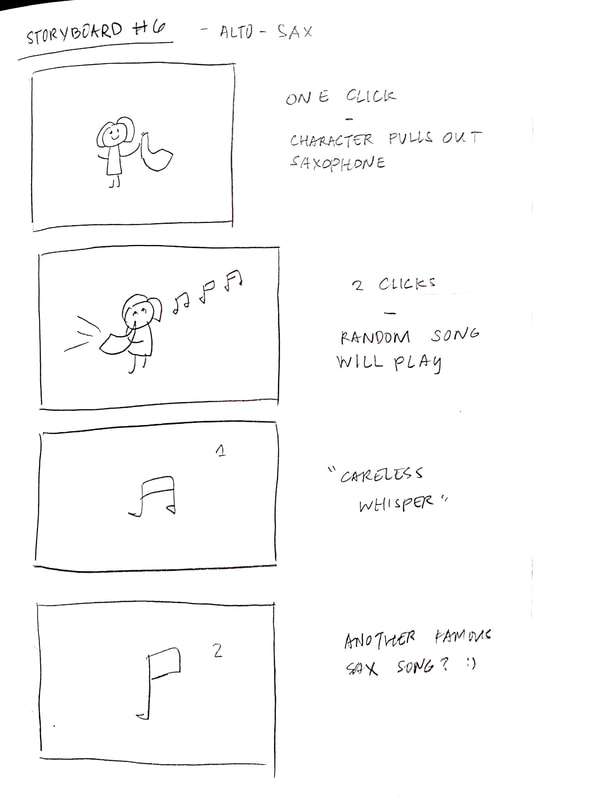 STORYBOARD #6 - ALTO - SAX
ONE CLICK
-
CHARACTER PULLS OUT
SAXOPHONE
2 CLICKS
-
RANDOM SONG
WILL PLAY
1
"CARELESS
WHISPER"
2
ANOTHER FAMOUS
SAX SONG? :)